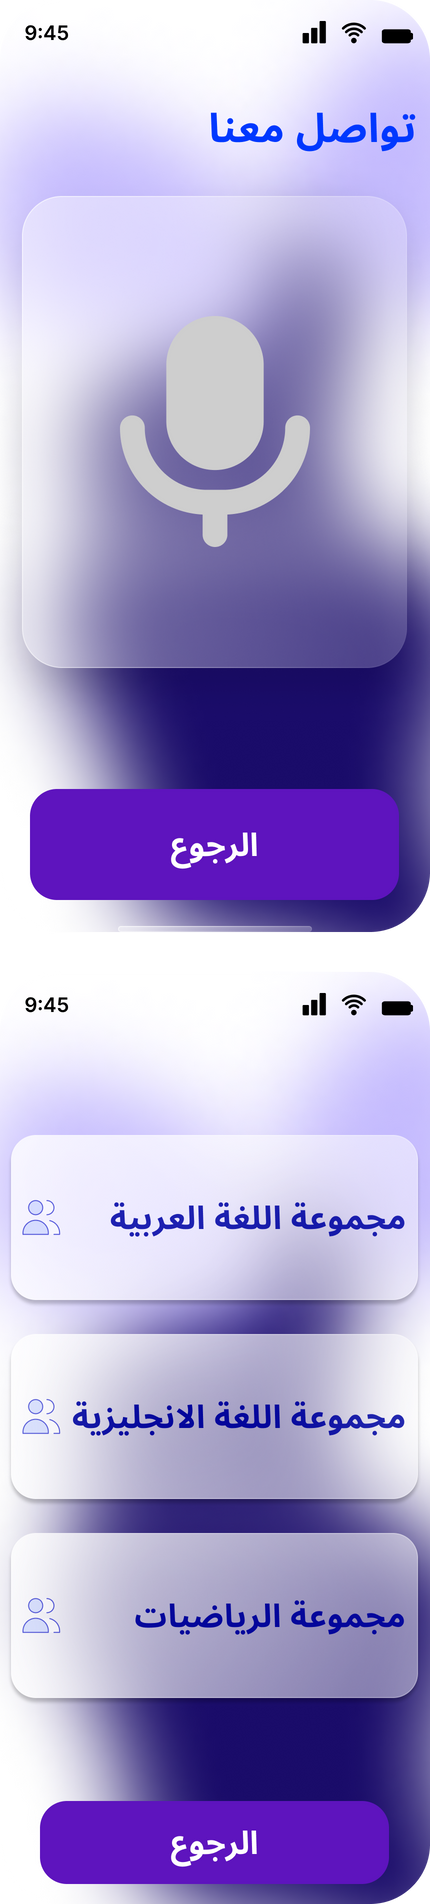 9:45
تواصل معنا
الرجوع
9:45
مجموعة اللغة العربية
مجموعة اللغة الانجليزية
مجموعة الرياضيات
الرجوع